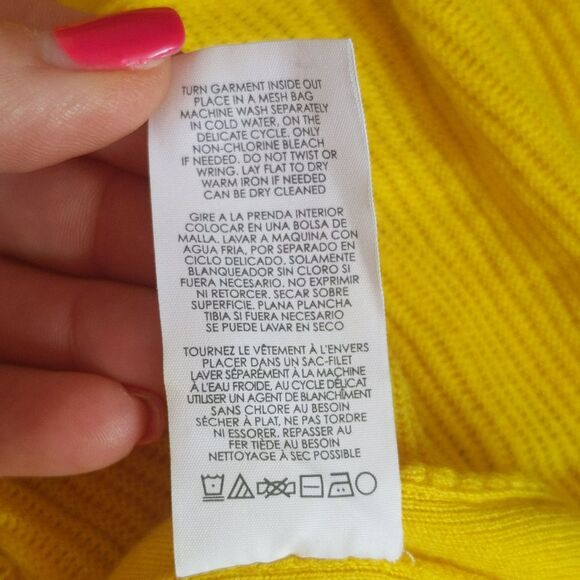 TURN GARMENT INSIDE OUT
PLACE IN A MESH BAG
MACHINE WASH SEPARATELY
IN COLD WATER, ON THE
DELICATE CYCLE. ONLY
NON-CHLORINE BLEACH
IF NEEDED. DO NOT TWIST OR
WRING. LAY FLAT TO DRY
WARM IRON IF NEEDED
CAN BE DRY CLEANED
GIRE A LA PRENDA INTERIOR
COLOCAR EN UNA BOLSA DE
MALLA. LAVAR A MAQUINA CON
AGUA FRIA, POR SEPARADO EN
CICLO DELICADO. SOLAMENTE
BLANQUEADOR SIN CLORO SI
FUERA NECESARIO. NO EXPRIMIR
NI RETORCER. SECAR SOBRE
SUPERFICIE. PLANA PLANCHA
TIBIA SI FUERA NECESARIO
SE PUEDE LAVAR EN SECO
TOURNEZ LE VÊTEMENT À L'ENVERS
PLACER DANS UN SAC-FILET
LAVER SÉPARÉMENT À LA MACHINE
À L'EAU FROIDE, AU CYCLE DÉLICAT
UTILISER UN AGENT DE BLANCHIMENT
SANS CHLORE AU BESOIN
SÉCHER À PLAT, NE PAS TORDRE
NI ESSORER. REPASSER AU
FER TIÈDE AU BESOIN
NETTOYAGE À SEC POSSIBLE